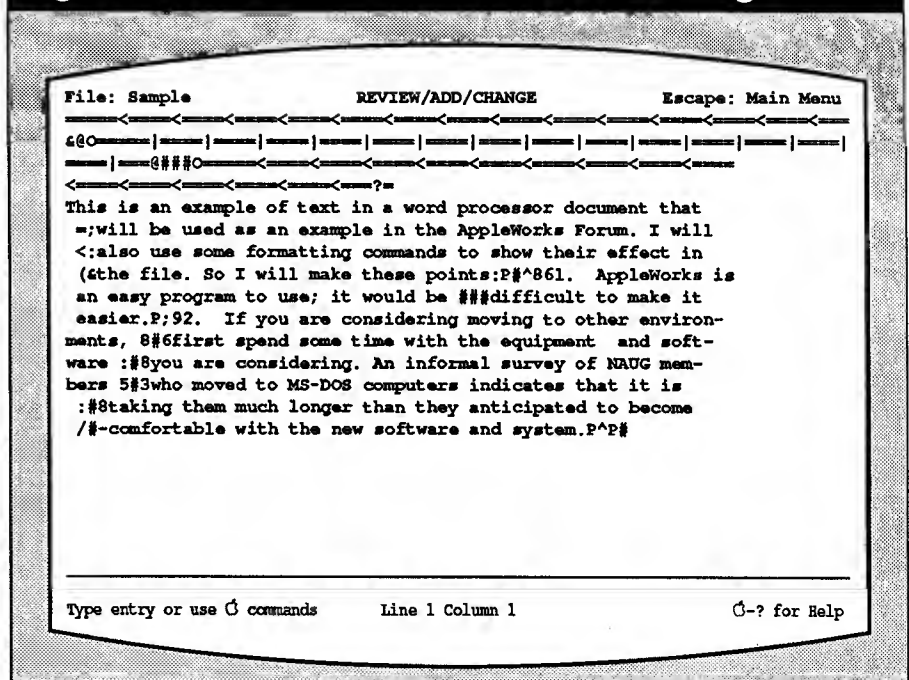 File: Sample REVIEW/ADD/CHANGE Escape: Main Menu
=====<=====<=====<=====<=====<=====<=====<=====<=====<=====<=====<=====<=====<=====<===
&@O=====|====|====|====|====|====|====|====|====|====|====|====|====|====|
====|===@###O=====<=====<=====<=====<=====<=====<=====<=====<=====<====
<=====<=====<=====<=====<=====<===?=
This is an example of text in a word processor document that
=;will be used as an example in the AppleWorks Forum. I will
<:also use some formatting commands to show their effect in
(&the file. So I will make these points:P#^861. AppleWorks is
an easy program to use; it would be ###difficult to make it
easier.P;92. If you are considering moving to other environ-
ments, 8#6first spend some time with the equipment and soft-
ware :#8you are considering. An informal survey of NAUG mem-
bers 5#3who moved to MS-DOS computers indicates that it is
:#8taking them much longer than they anticipated to become
/#-comfortable with the new software and system.P^P#
Type entry or use commands Line 1 Column 1 -? for Help